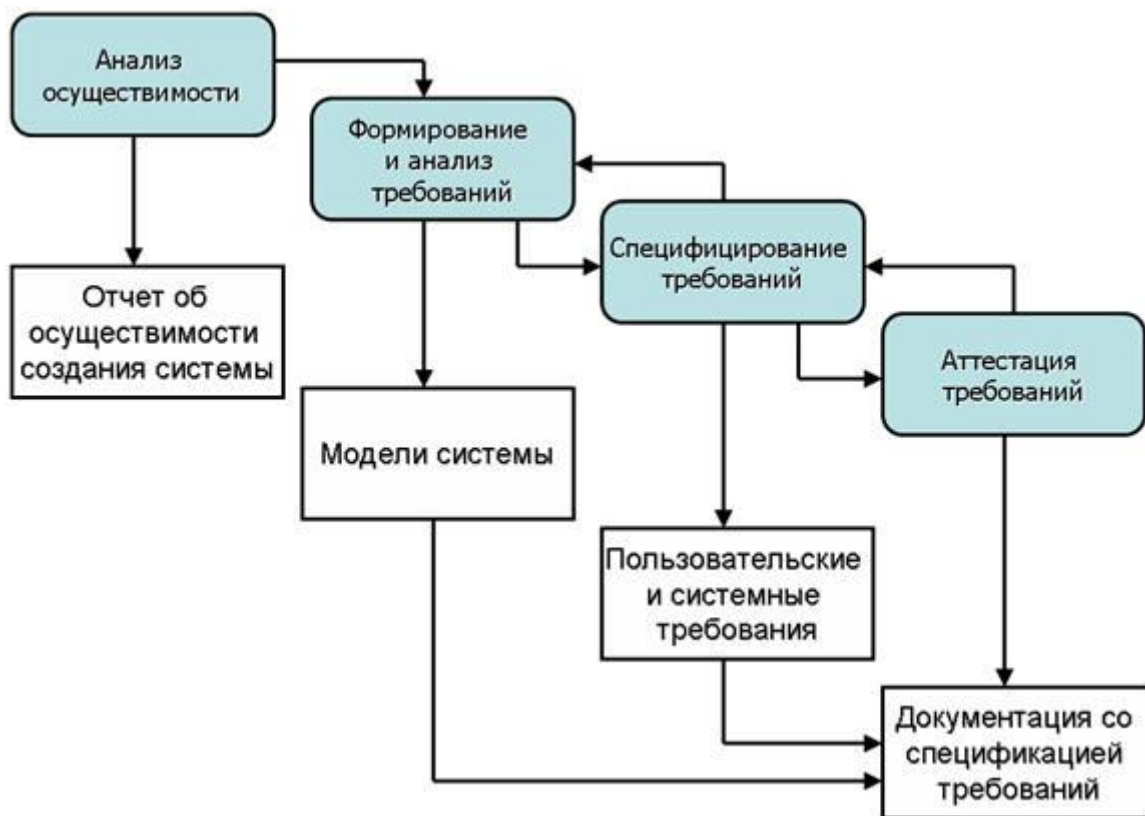 Анализ
осуществимости
Формирование
и анализ
требований
Специфицирование
требований
Аттестация
требований
Отчет об
осуществимости
создания системы
Модели системы
Пользовательские
и системные
требования
Документация со
спецификацией
требований